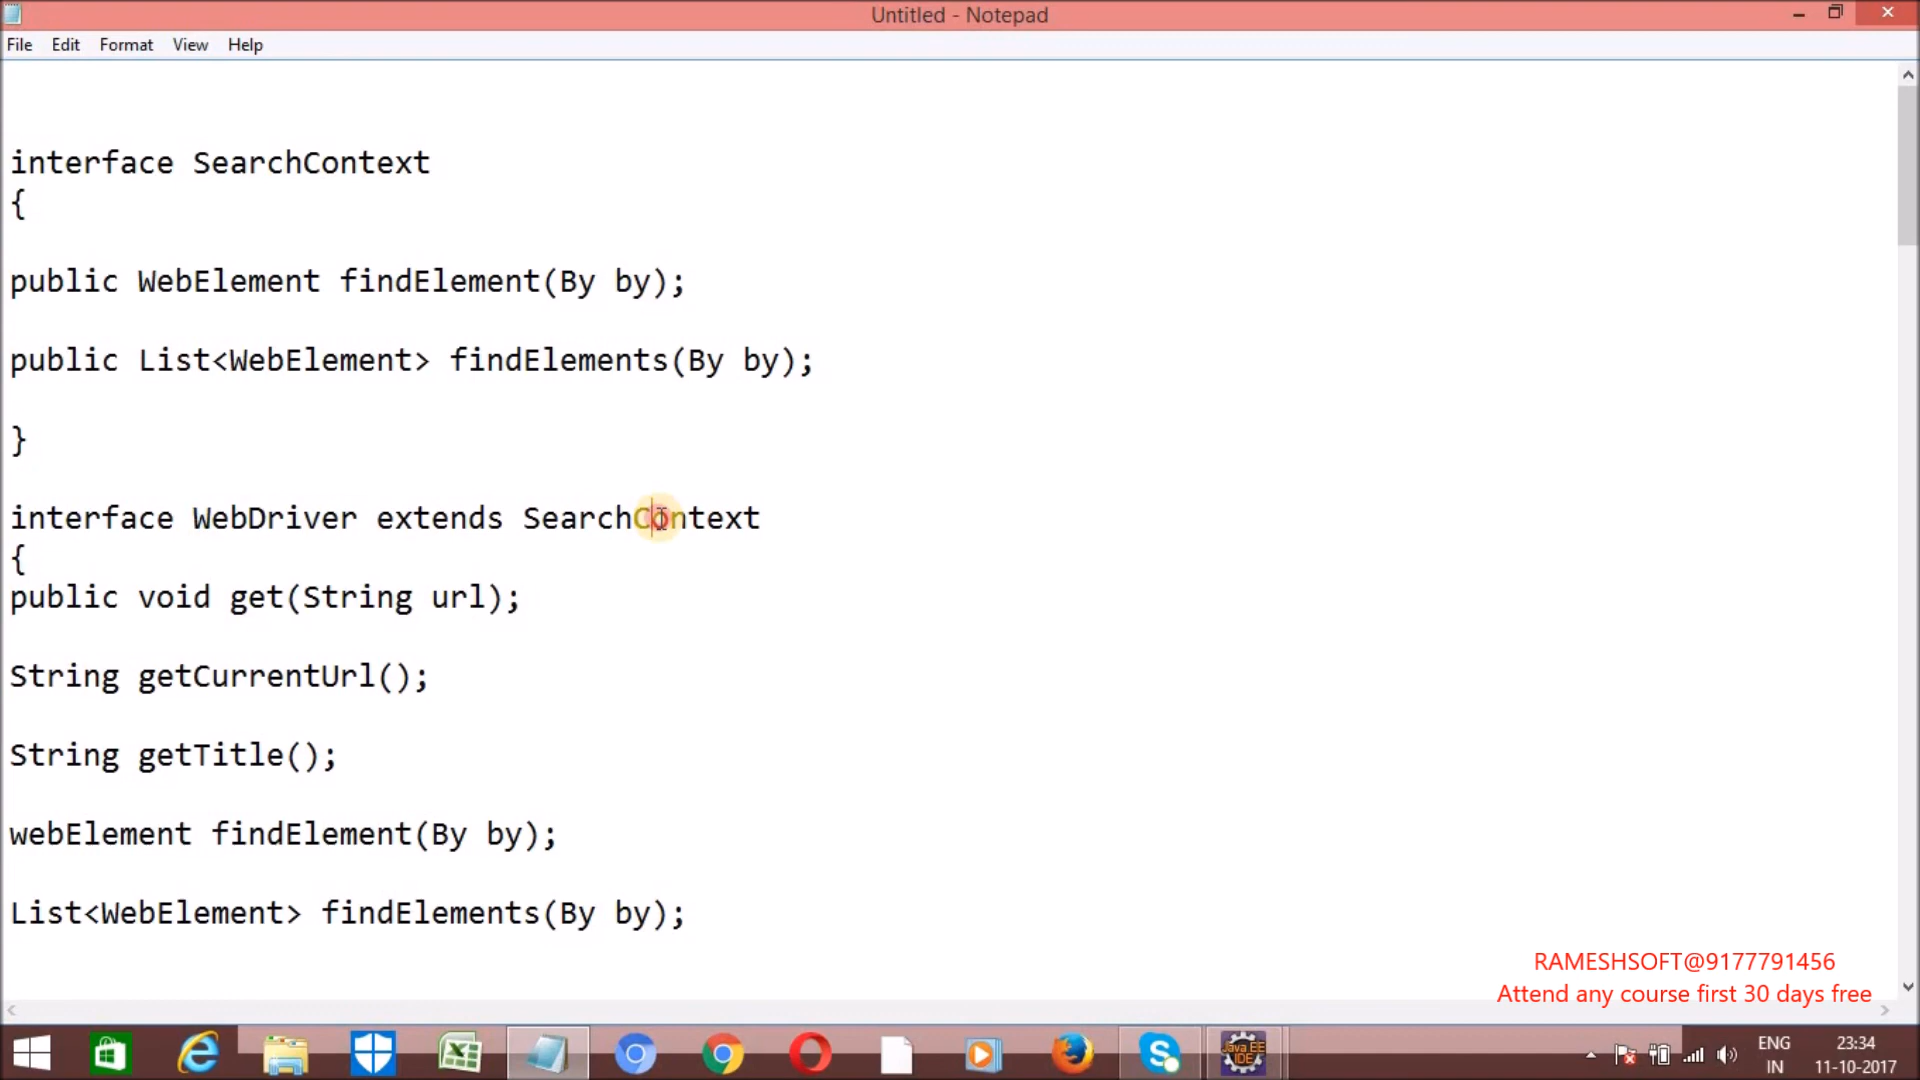 Untitled - Notepad
File Edit Format View Help
interface SearchContext
{
public WebElement findElement(By by);
public List<WebElement> findElements(By by);
}
interface WebDriver extends SearchContext
{
public void get(String url);
String getCurrentUrl();
String getTitle();
webElement findElement(By by);
List<WebElement> findElements(By by);
RAMESHSOFT@9177791456
Attend any course first 30 days free
Java EE
IDE
ENG 23:34
IN 11-10-2017